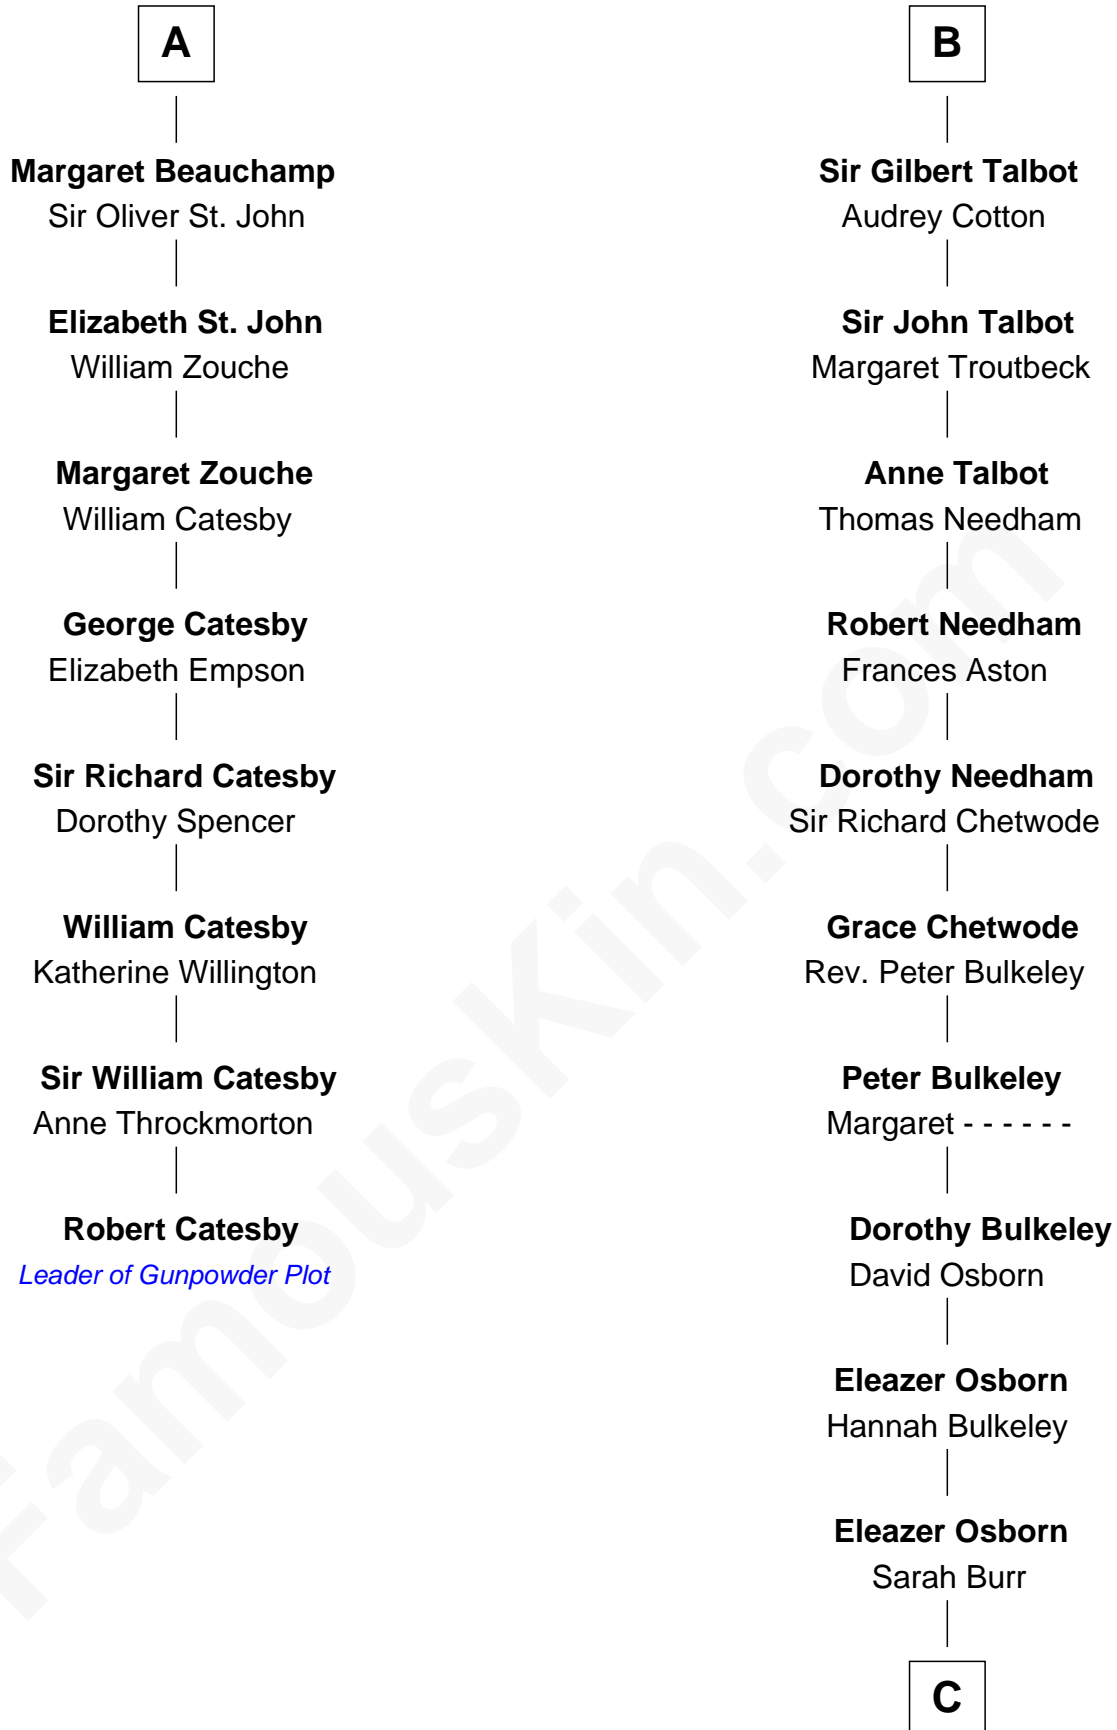 A
Margaret Beauchamp
Sir Oliver St. John
Elizabeth St. John
William Zouche
Margaret Zouche
William Catesby
George Catesby
Elizabeth Empson
Sir Richard Catesby
Dorothy Spencer
William Catesby
Katherine Willington
Sir William Catesby
Anne Throckmorton
Robert Catesby
Leader of Gunpowder Plot
B
Sir Gilbert Talbot
Audrey Cotton
Sir John Talbot
Margaret Troutbeck
Anne Talbot
Thomas Needham
Robert Needham
Frances Aston
Dorothy Needham
Sir Richard Chetwode
Grace Chetwode
Rev. Peter Bulkeley
Peter Bulkeley
Margaret - - - - - -
Dorothy Bulkeley
David Osborn
Eleazer Osborn
Hannah Bulkeley
Eleazer Osborn
Sarah Burr
C
FamousKin.com